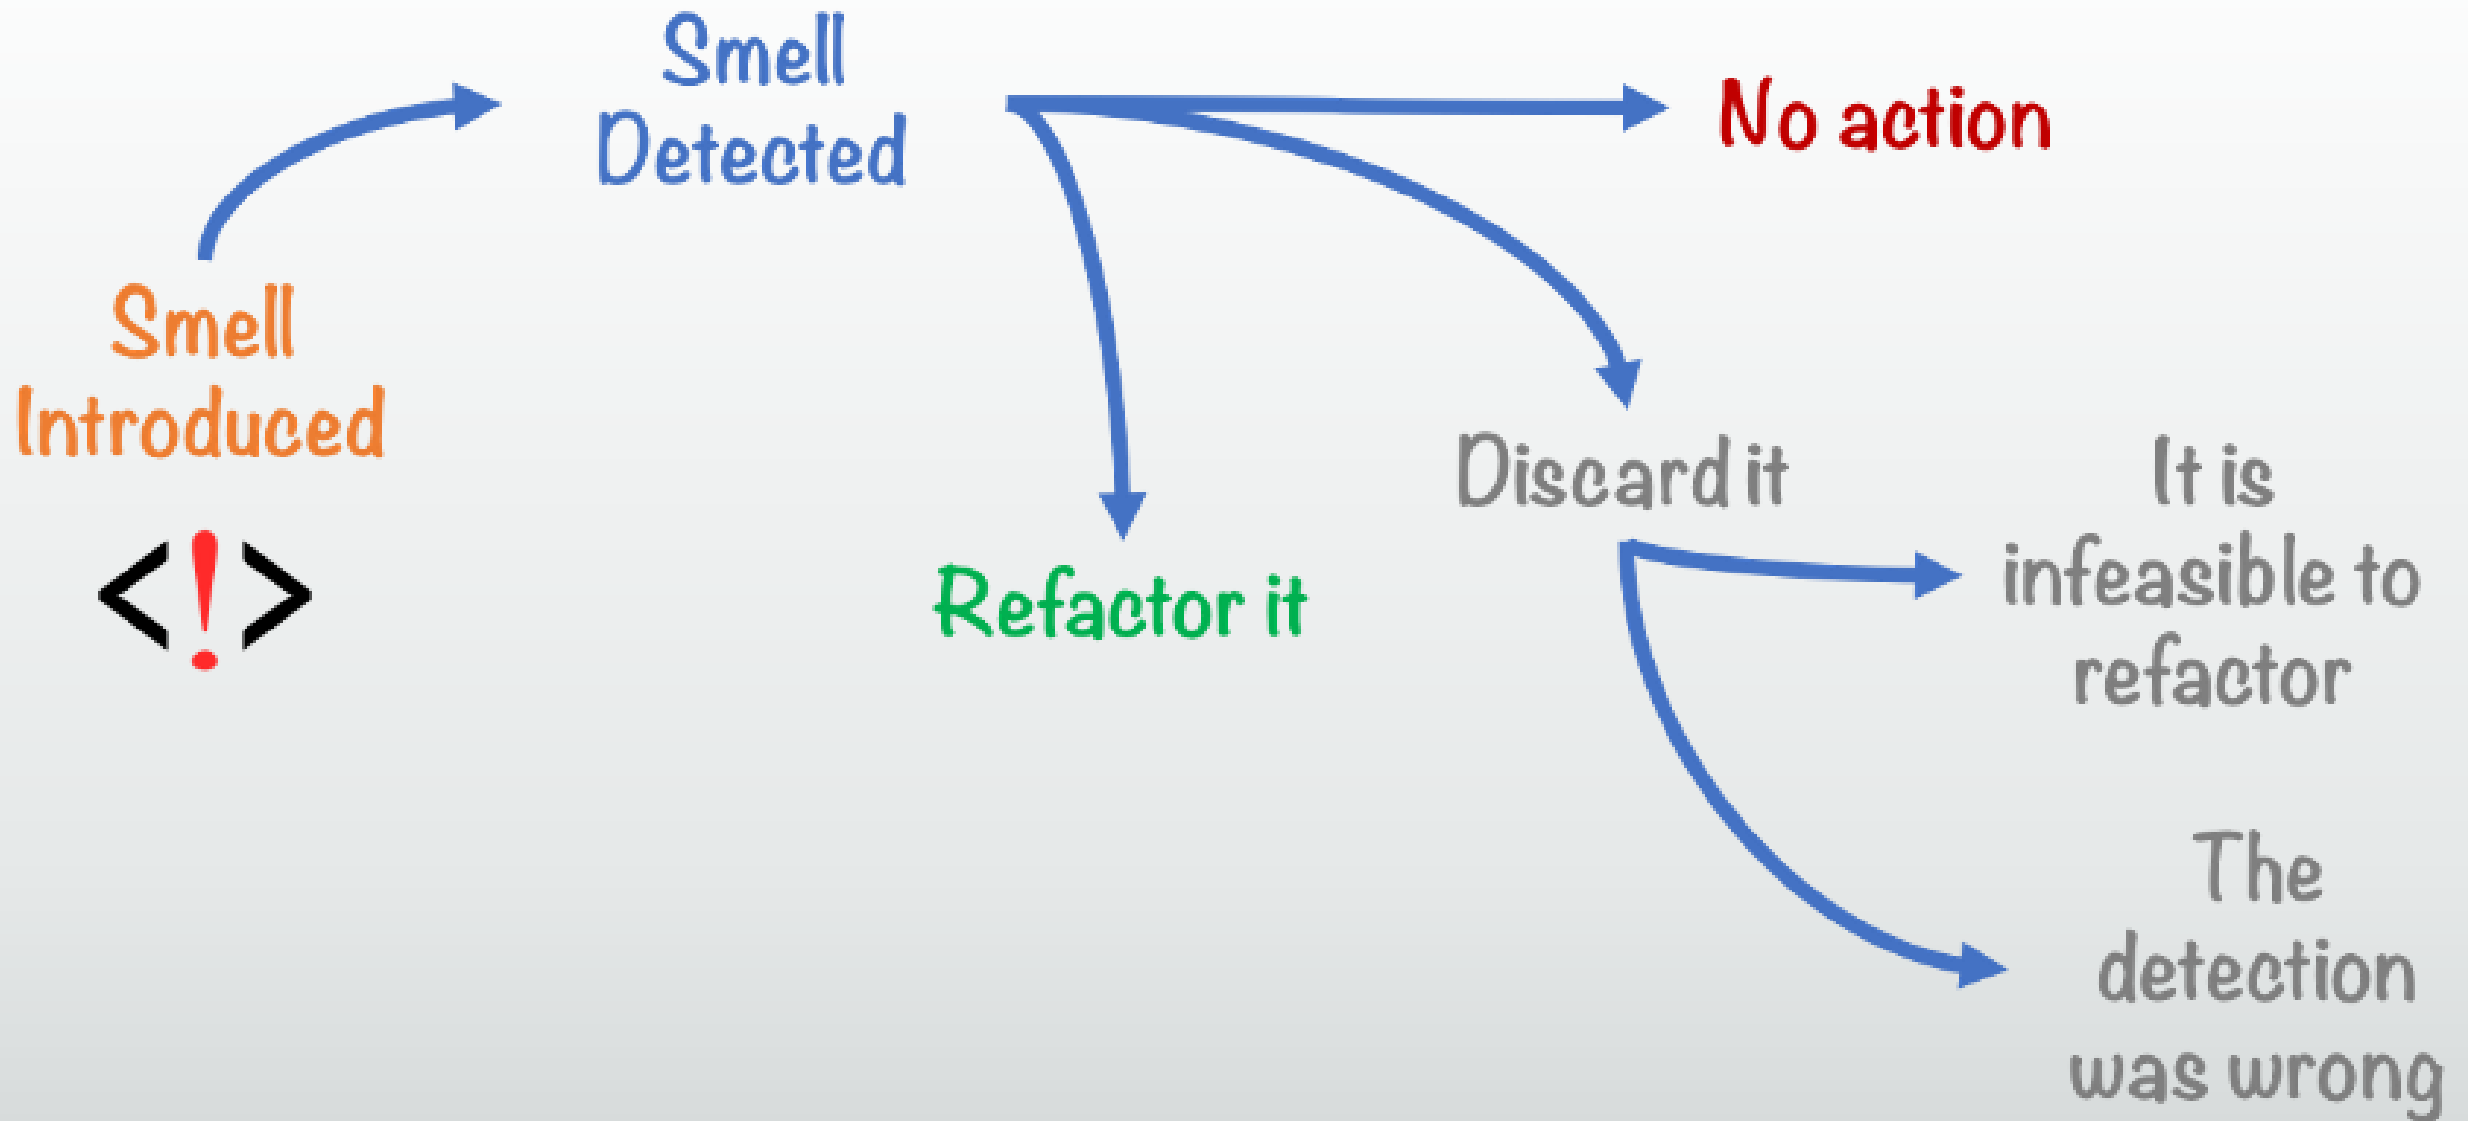 Smell
Detected
No action
Smell
Introduced
<!>
Refactor it
Discard it
It is
infeasible to
refactor
The
detection
was wrong